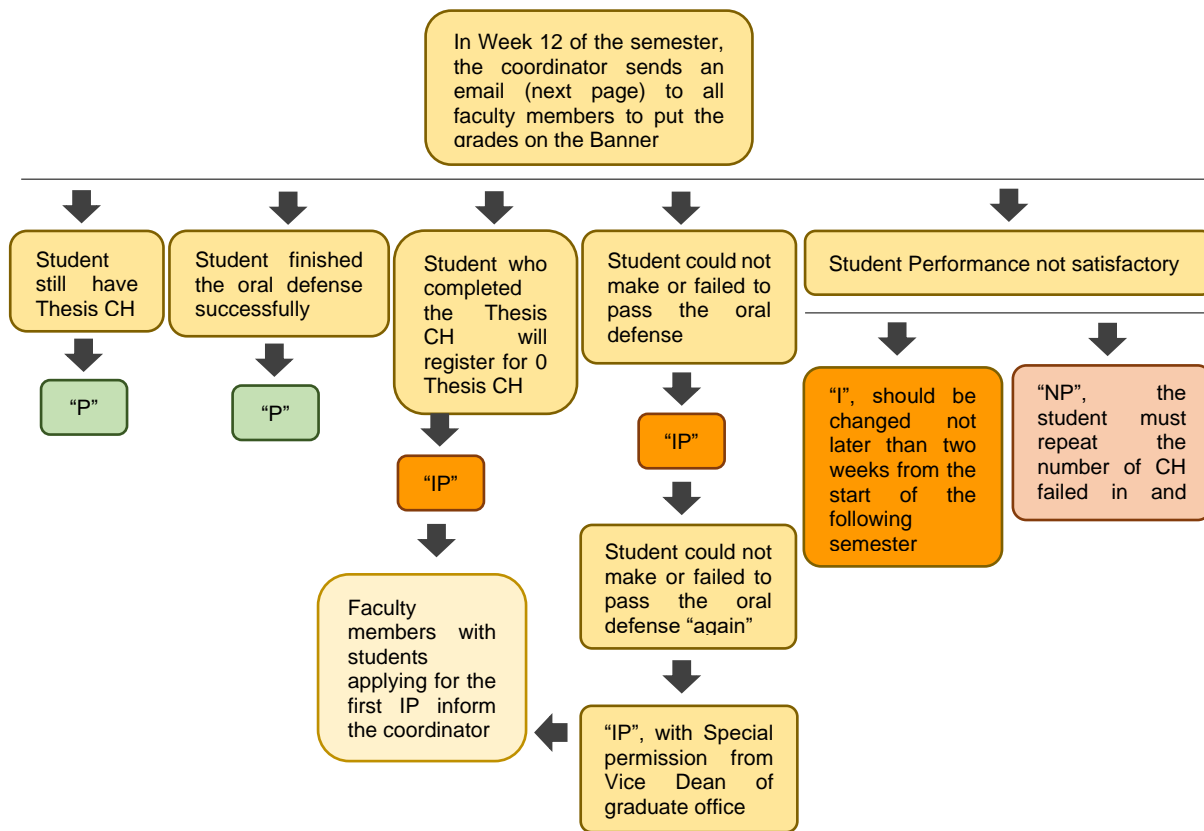 In Week 12 of the semester,
the coordinator sends an
email (next page) to all
faculty members to put the
grades on the Banner
Student
still have
Thesis CH
Student finished
the oral defense
successfully
Student who
completed
the Thesis
CH will
register for 0
Thesis CH
Student could not
make or failed to
pass the oral
defense
Student Performance not satisfactory
“P”
“P”
“IP”
“IP”
“I”, should be
changed not
later than two
weeks from the
start of the
following
semester
“NP”, the
student must
repeat the
number of CH
failed in and
Faculty
members with
students
applying for the
first IP inform
the coordinator
Student could not
make or failed to
pass the oral
defense “again”
“IP”, with Special
permission from
Vice Dean of
graduate office